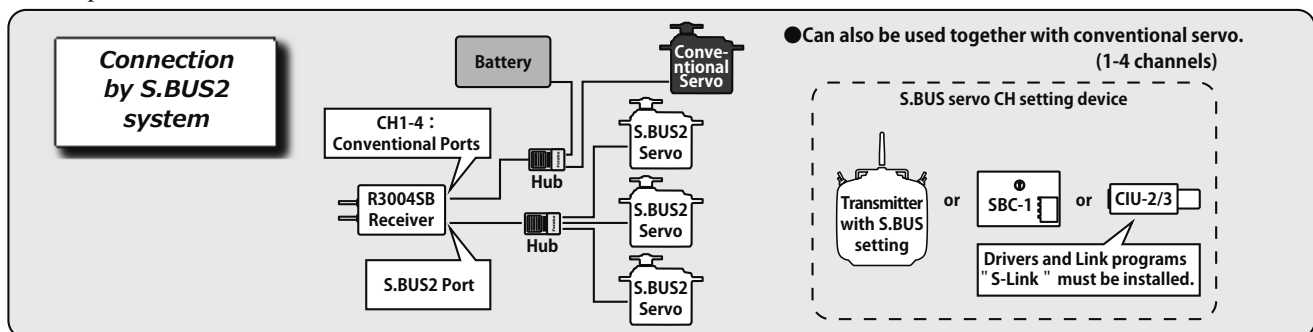 Connection
by S.BUS2
system
Battery
Conve-
ntional
Servo
CH1-4 :
Conventional Ports
S.BUS2
Servo
Hub
R3004SB
Receiver
S.BUS2
Servo
Hub
S.BUS2 Port
S.BUS2
Servo
●Can also be used together with conventional servo.
(1-4 channels)
S.BUS servo CH setting device
Transmitter
with S.BUS
setting
or
SBC-1
or
CIU-2/3
Drivers and Link programs
" S-Link " must be installed.